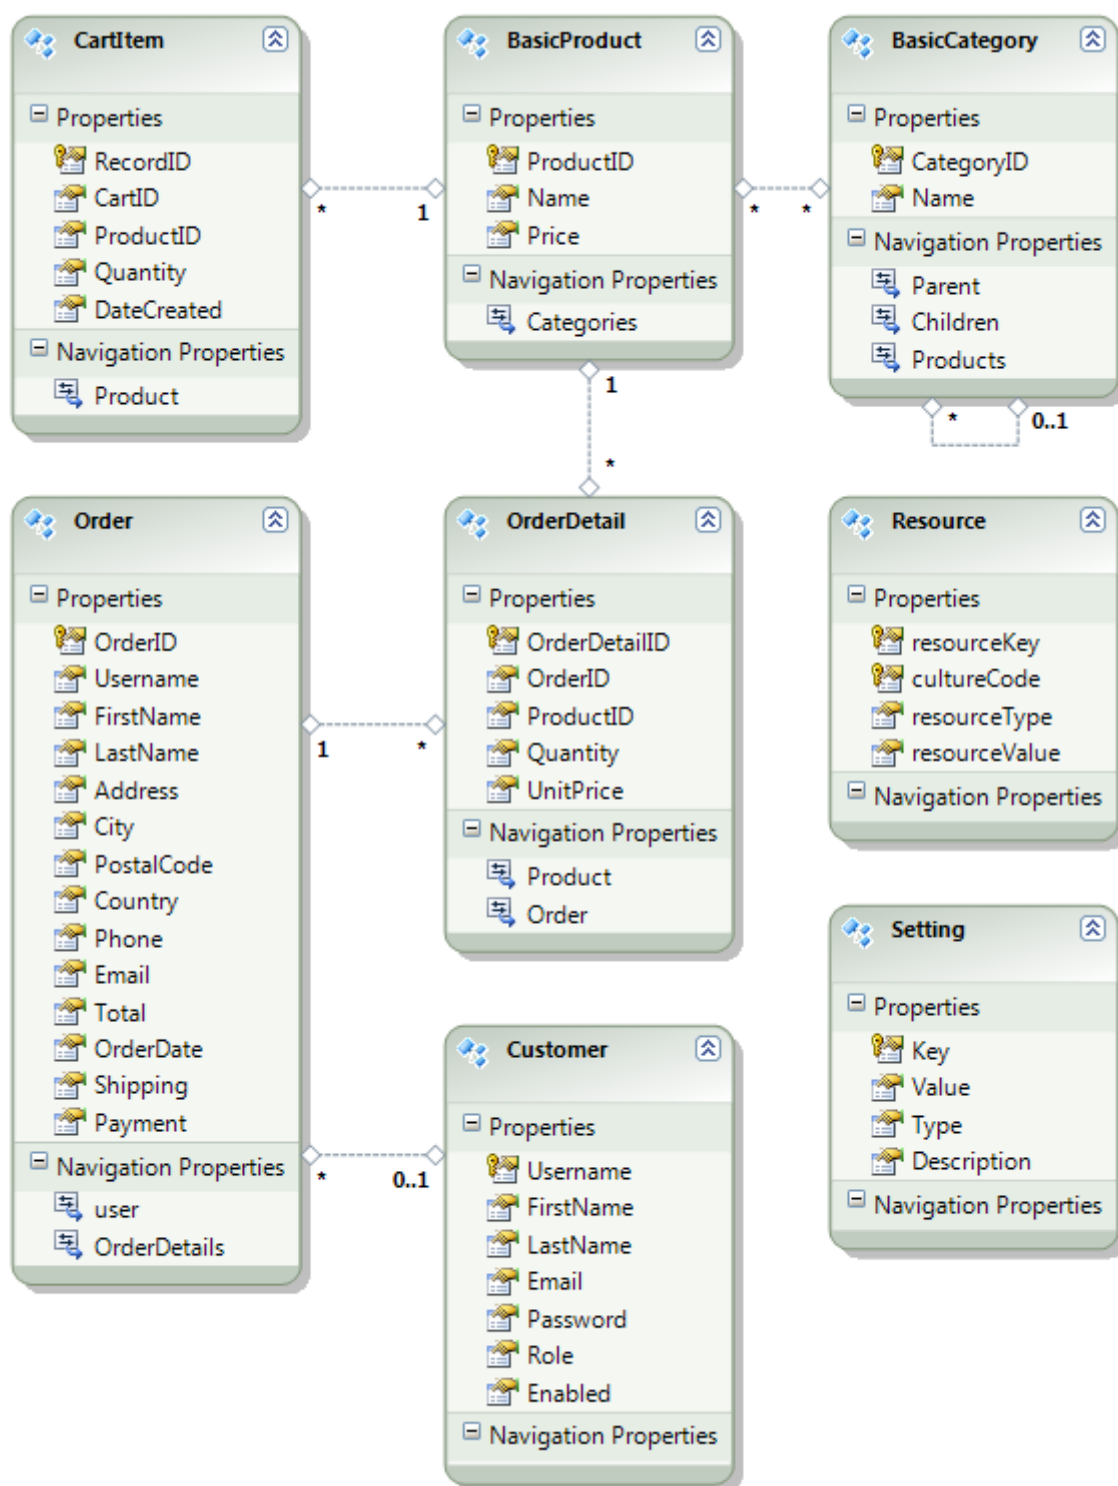 CartItem
Properties
RecordID
CartID
ProductID
Quantity
DateCreated
Navigation Properties
Product
* 1
BasicProduct
Properties
ProductID
Name
Price
Navigation Properties
Categories
* *
BasicCategory
Properties
CategoryID
Name
Navigation Properties
Parent
Children
Products
* 0..1
1
*
Order
Properties
OrderID
Username
FirstName
LastName
Address
City
PostalCode
Country
Phone
Email
Total
OrderDate
Shipping
Payment
Navigation Properties
user
OrderDetails
1 *
OrderDetail
Properties
OrderDetailID
OrderID
ProductID
Quantity
UnitPrice
Navigation Properties
Product
Order
Resource
Properties
resourceKey
cultureCode
resourceType
resourceValue
Navigation Properties
* 0..1
Customer
Properties
Username
FirstName
LastName
Email
Password
Role
Enabled
Navigation Properties
Setting
Properties
Key
Value
Type
Description
Navigation Properties